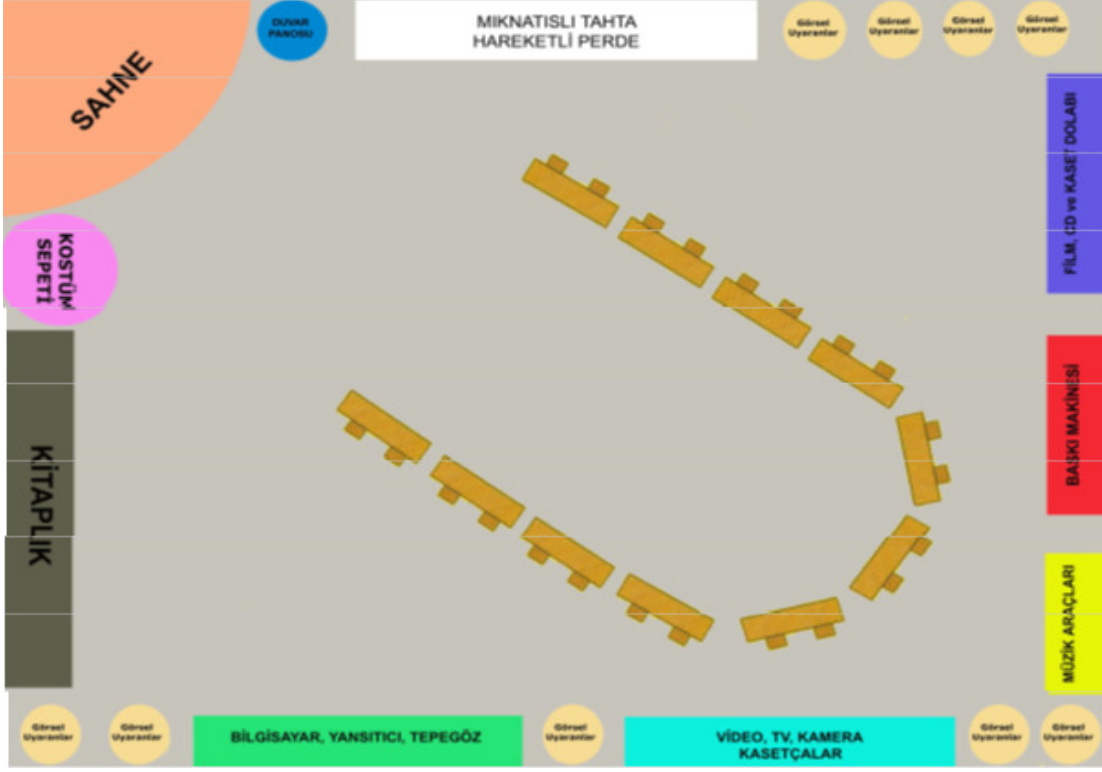 DUVAR
PANOSU
MIKNATISLI TAHTA
HAREKETLİ PERDE
Görsel
Uyaranlar
Görsel
Uyaranlar
Görsel
Uyaranlar
Görsel
Uyaranlar
SAHNE
FİLM, CD ve KASET DOLABI
KOSTÜM
SEPETİ
BASKI MAKİNESİ
KİTAPLIK
MÜZİK ARAÇLARI
Görsel
Uyaranlar
Görsel
Uyaranlar
BİLGİSAYAR, YANSITICI, TEPEGÖZ
Görsel
Uyaranlar
VİDEO, TV, KAMERA
KASETÇALAR
Görsel
Uyaranlar
Görsel
Uyaranlar